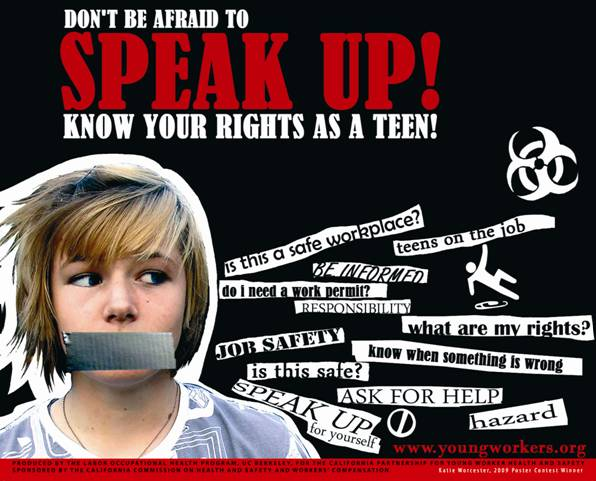 DON'T BE AFRAID TO
SPEAK UP!
KNOW YOUR RIGHTS AS A TEEN!
is this a safe workplace?
teens on the job
BE INFORMED
do i need a work permit?
RESPONSIBILITY
what are my rights?
JOB SAFETY
know when something is wrong
is this safe?
ASK FOR HELP
SPEAK UP
for yourself
hazard
www.youngworkers.org
PRODUCED BY THE LABOR OCCUPATIONAL HEALTH PROGRAM, UC BERKELEY, FOR THE CALIFORNIA PARTNERSHIP FOR YOUNG WORKER HEALTH AND SAFETY
SPONSORED BY THE CALIFORNIA COMMISSION ON HEALTH AND SAFETY AND WORKERS' COMPENSATION
Katie Worcester, 2009 Poster Contest Winner